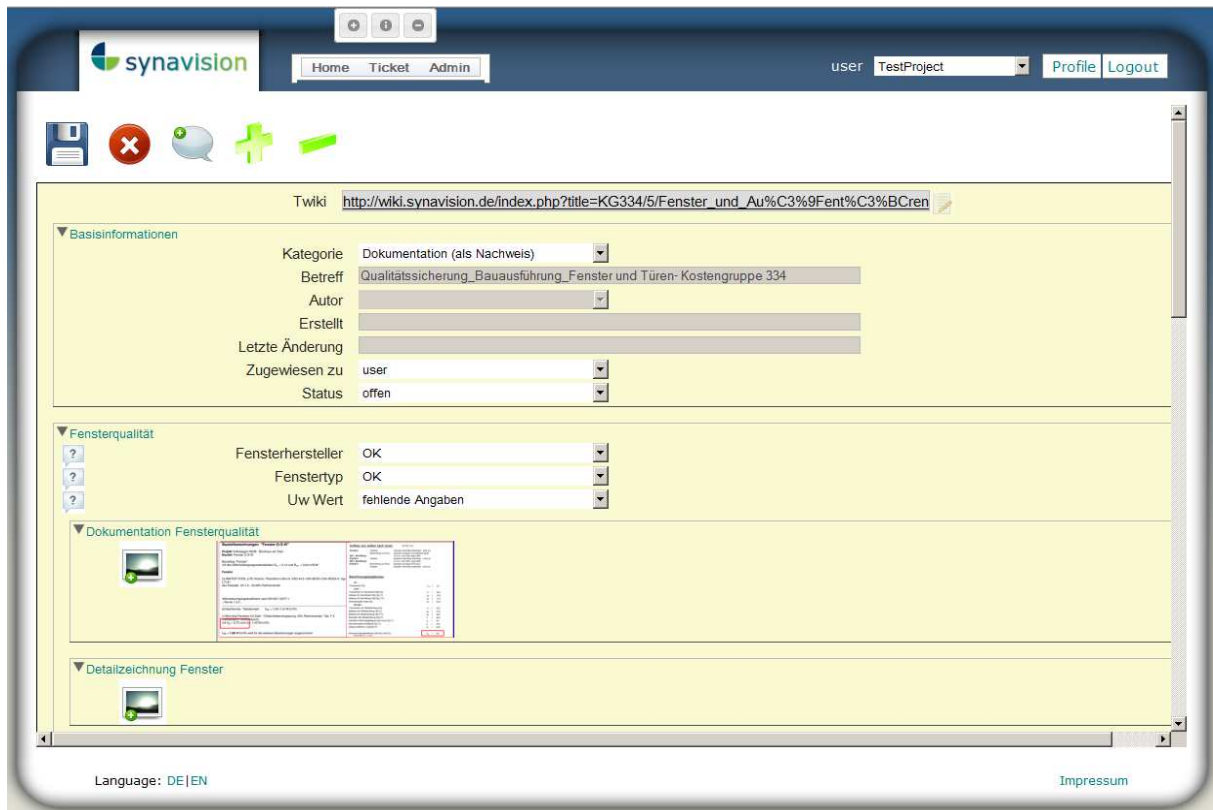 synavision
Home Ticket Admin
user TestProject Profile Logout
Twiki http://wiki.synavision.de/index.php?title=KG334/5/Fenster_und_Au%C3%9Fent%C3%BCren
Basisinformationen
Kategorie Dokumentation (als Nachweis)
Betreff Qualitätssicherung_Bauausführung_Fenster und Türen- Kostengruppe 334
Autor
Erstellt
Letzte Änderung
Zugewiesen zu user
Status offen
Fensterqualität
? Fensterhersteller OK
? Fenstertyp OK
? Uw Wert fehlende Angaben
Dokumentation Fensterqualität
Detailzeichnung Fenster
Language: DE|EN
Impressum